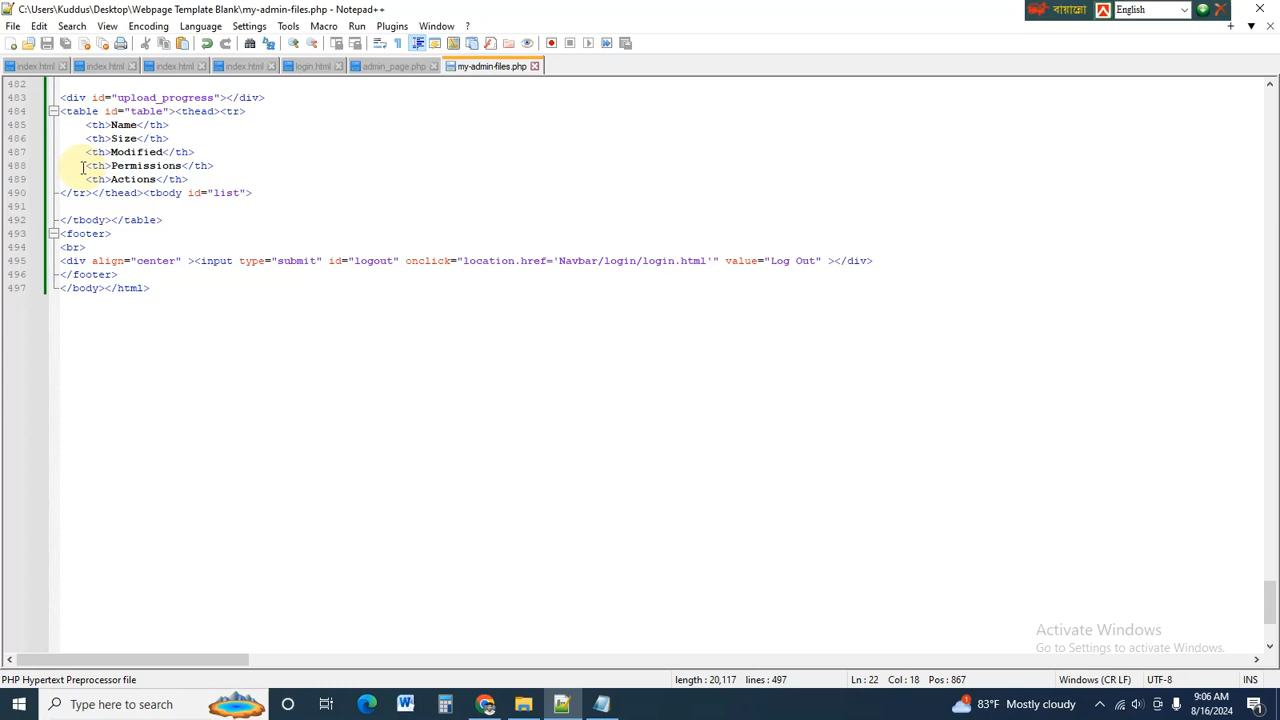 C:\Users\Kuddus\Desktop\Webpage Template Blank\my-admin-files.php - Notepad++
বায়ান্নো
English
File Edit Search View Encoding Language Settings Tools Macro Run Plugins Window ?
index.html index.html index.html index.html login.html admin_page.php my-admin-files.php
482
483 <div id="upload_progress"></div>
484 <table id="table"><thead><tr>
485 <th>Name</th>
486 <th>Size</th>
487 <th>Modified</th>
488 <th>Permissions</th>
489 <th>Actions</th>
490 </tr></thead><tbody id="list">
491
492 </tbody></table>
493 <footer>
494 <br>
495 <div align="center" ><input type="submit" id="logout" onclick="location.href='Navbar/login/login.html'" value="Log Out" ></div>
496 </footer>
497 </body></html>
Activate Windows
Go to Settings to activate Windows.
PHP Hypertext Preprocessor file length : 20,117 lines : 497 Ln : 22 Col : 18 Pos : 867 Windows (CR LF) UTF-8 INS
Type here to search
83°F Mostly cloudy
9:06 AM
8/16/2024